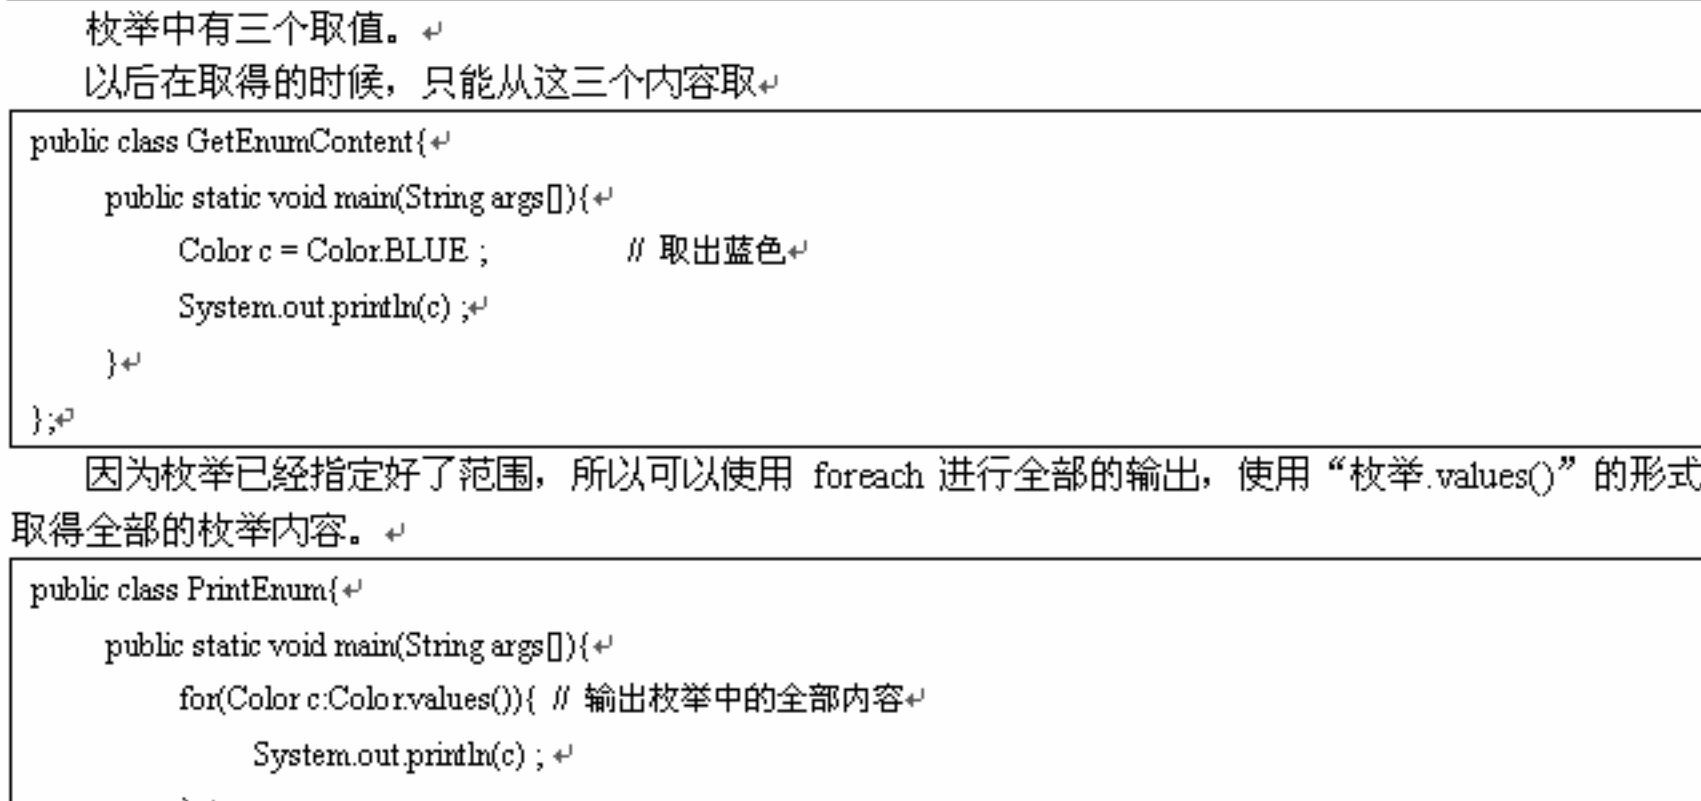 枚举中有三个取值。↵
以后在取得的时候，只能从这三个内容取↵
public class GetEnumContent{↵
public static void main(String args[]){↵
Color c = Color.BLUE ; // 取出蓝色↵
System.out.println(c) ;↵
}↵
};↵
因为枚举已经指定好了范围，所以可以使用 foreach 进行全部的输出，使用“枚举.values()”的形式
取得全部的枚举内容。↵
public class PrintEnum{↵
public static void main(String args[]){↵
for(Color c:Color.values()){ // 输出枚举中的全部内容↵
System.out.println(c) ; ↵